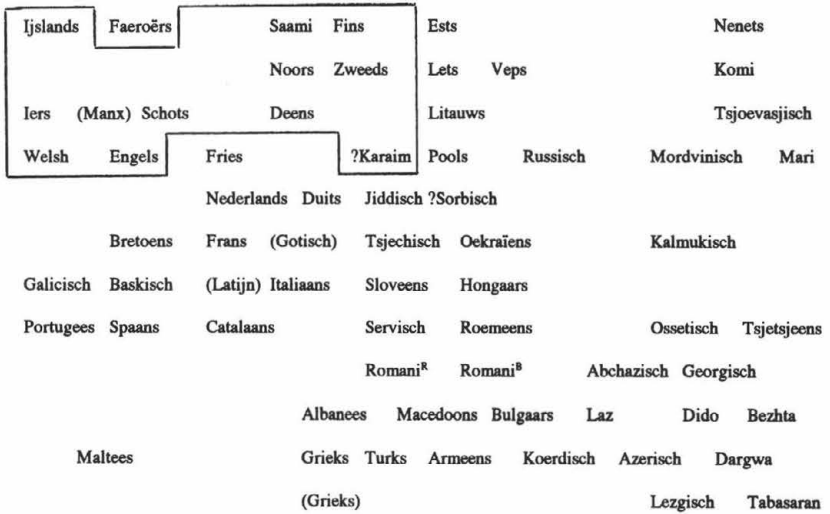 Ijslands Faeroërs Saami Fins Ests Nenets
Noors Zweeds Lets Veps Komi
Iers (Manx) Schots Deens Litauws Tsjoevasjisch
Welsh Engels Fries ?Karaim Pools Russisch Mordvinisch Mari
Nederlands Duits Jiddisch ?Sorbisch
Bretoens Frans (Gotisch) Tsjechisch Oekraïens Kalmukisch
Galicisch Baskisch (Latijn) Italiaans Sloveens Hongaars
Portugees Spaans Catalaans Servisch Roemeens Ossetisch Tsjetsjeens
Romaniᴿ Romaniᴮ Abchazisch Georgisch
Albanees Macedoons Bulgaars Laz Dido Bezhta
Maltees Grieks Turks Armeens Koerdisch Azerisch Dargwa
(Grieks) Lezgisch Tabasaran